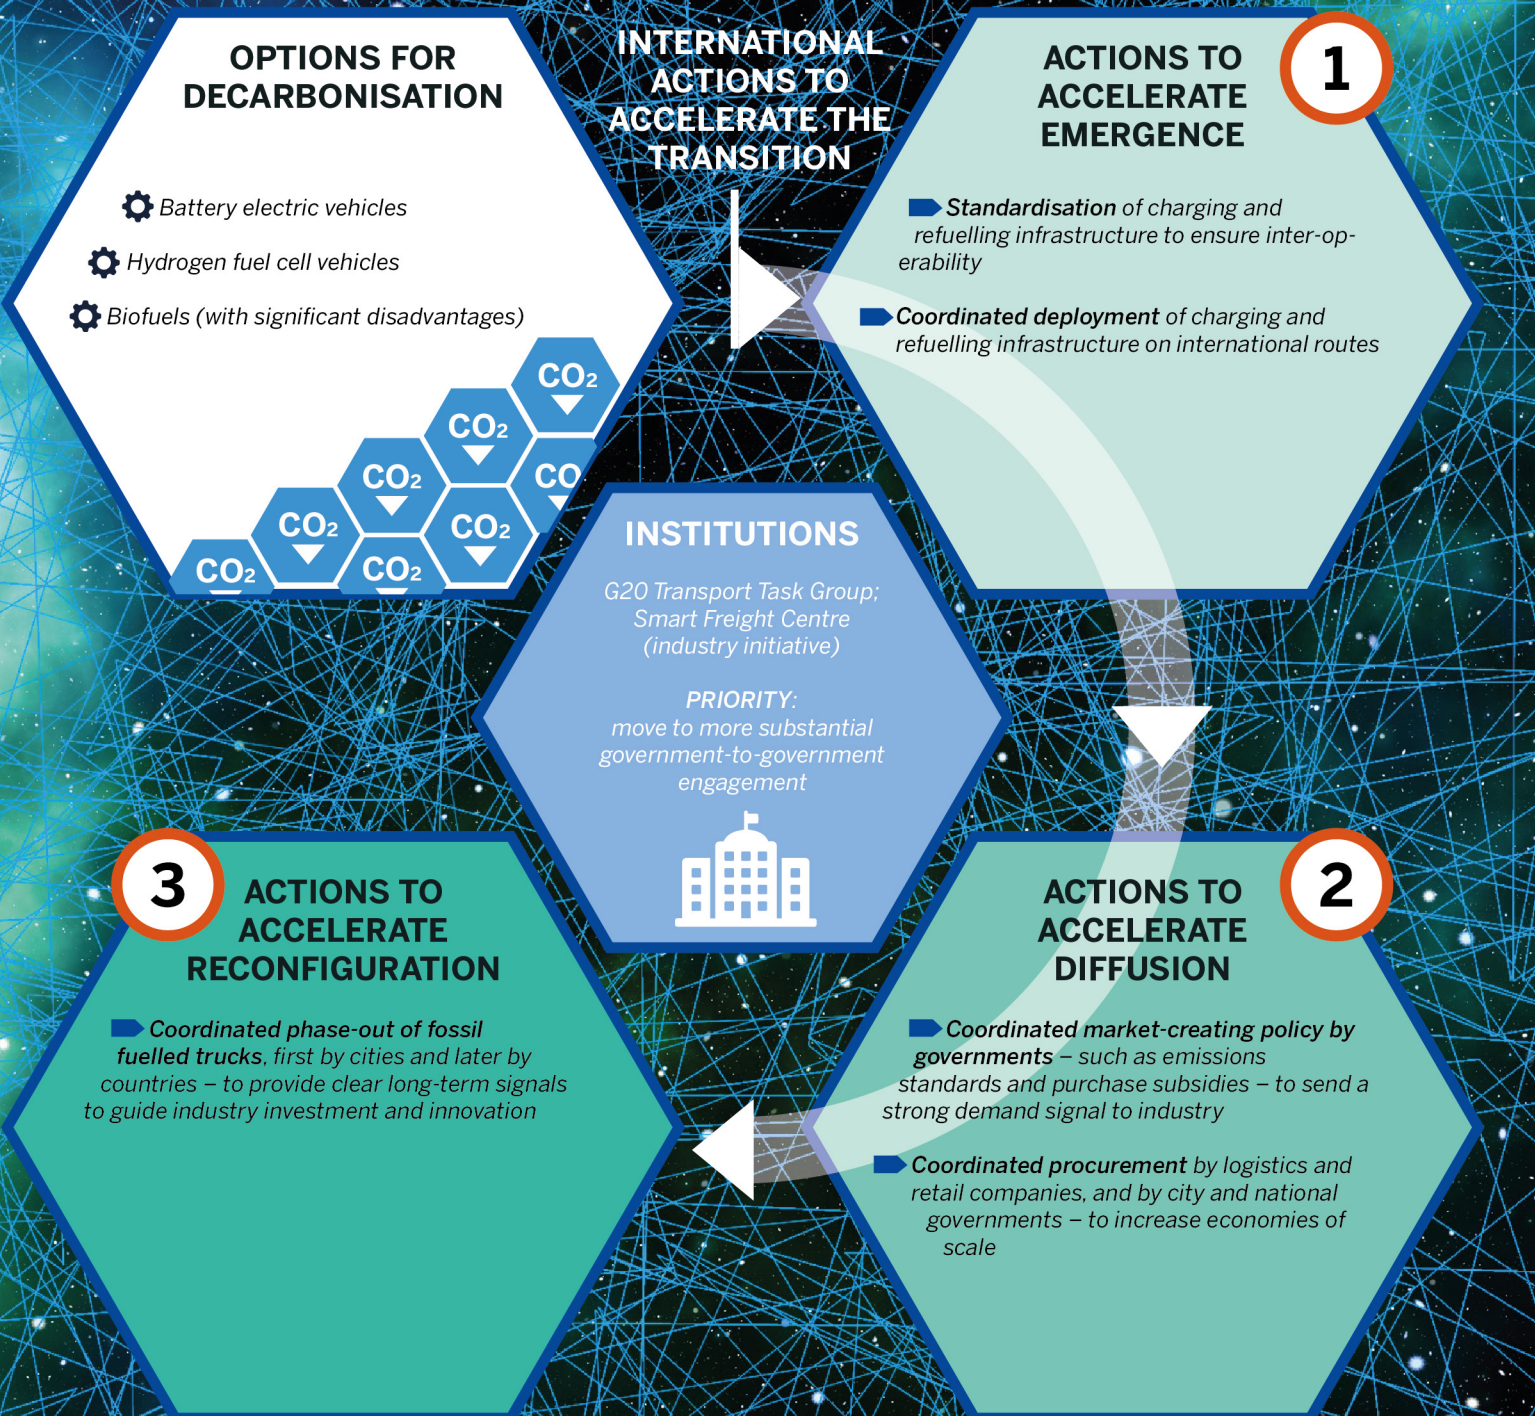 OPTIONS FOR
DECARBONISATION
Battery electric vehicles
Hydrogen fuel cell vehicles
Biofuels (with significant disadvantages)
CO₂
CO₂
CO₂
CO
CO₂
CO₂
CO₂
CO₂
INTERNATIONAL
ACTIONS TO
ACCELERATE THE
TRANSITION
1
ACTIONS TO
ACCELERATE
EMERGENCE
Standardisation of charging and
refuelling infrastructure to ensure inter-op-
erability
Coordinated deployment of charging and
refuelling infrastructure on international routes
INSTITUTIONS
G20 Transport Task Group;
Smart Freight Centre
(industry initiative)
PRIORITY:
move to more substantial
government-to-government
engagement
2
ACTIONS TO
ACCELERATE
DIFFUSION
Coordinated market-creating policy by
governments – such as emissions
standards and purchase subsidies – to send a
strong demand signal to industry
Coordinated procurement by logistics and
retail companies, and by city and national
governments – to increase economies of
scale
3
ACTIONS TO
ACCELERATE
RECONFIGURATION
Coordinated phase-out of fossil
fuelled trucks, first by cities and later by
countries – to provide clear long-term signals
to guide industry investment and innovation